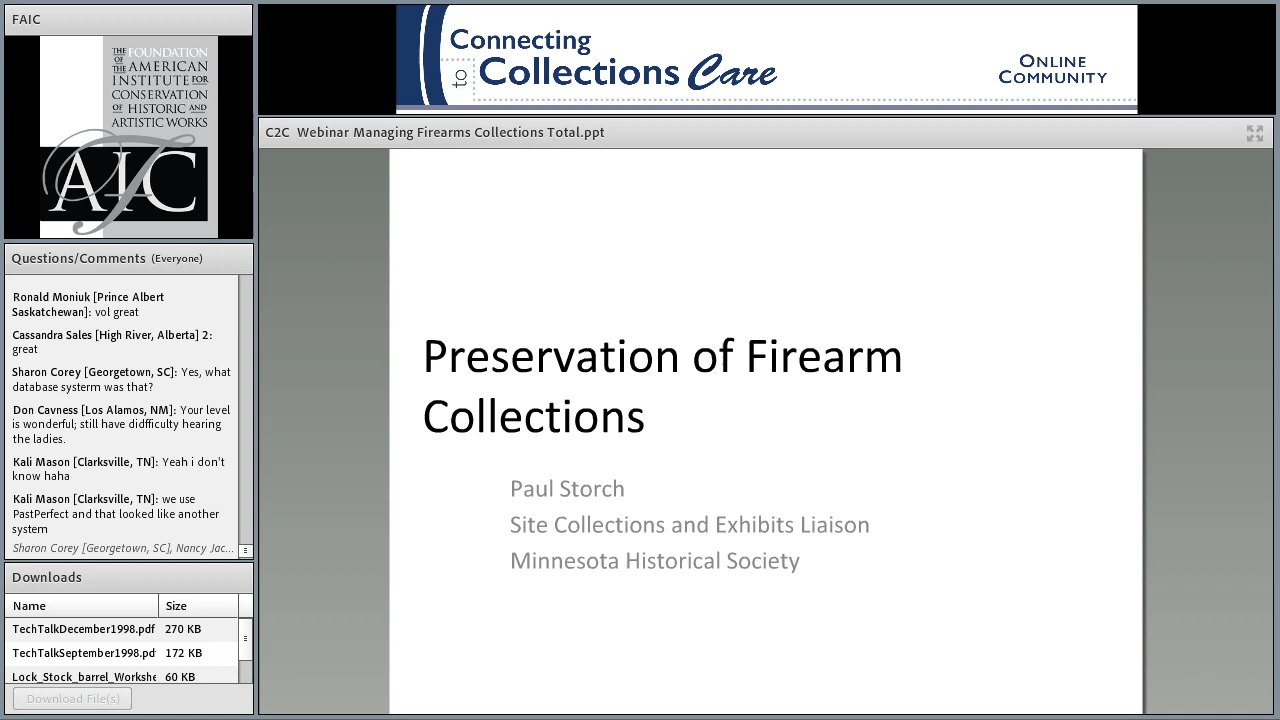 FAIC
THE FOUNDATION
OF THE AMERICAN
INSTITUTE FOR
CONSERVATION
OF HISTORIC AND
ARTISTIC WORKS
FAIC
Connecting
to Collections Care
ONLINE
COMMUNITY
C2C Webinar Managing Firearms Collections Total.ppt
Questions/Comments (Everyone)
Ronald Moniuk [Prince Albert
Saskatchewan]: vol great
Cassandra Sales [High River, Alberta] 2:
great
Sharon Corey [Georgetown, SC]: Yes, what
database systerm was that?
Don Cavness [Los Alamos, NM]: Your level
is wonderful; still have didfficulty hearing
the ladies.
Kali Mason [Clarksville, TN]: Yeah i don't
know haha
Kali Mason [Clarksville, TN]: we use
PastPerfect and that looked like another
system
Sharon Corey [Georgetown, SC], Nancy Jac...
Downloads
Name Size
TechTalkDecember1998.pdf 270 KB
TechTalkSeptember1998.pd 172 KB
Lock_Stock_barrel_Workshe 60 KB
Download File(s)
Preservation of Firearm
Collections
Paul Storch
Site Collections and Exhibits Liaison
Minnesota Historical Society